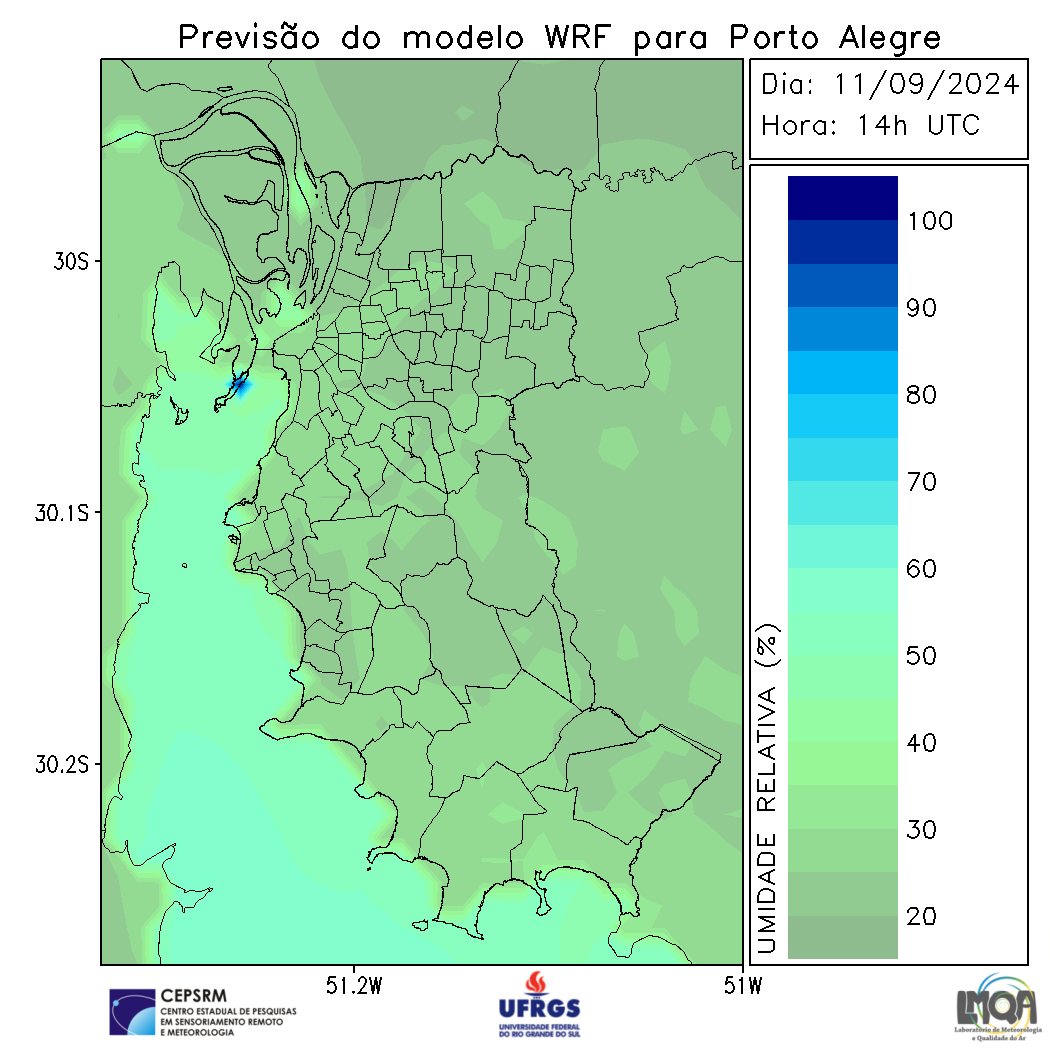 Previsão do modelo WRF para Porto Alegre
Dia: 11/09/2024
Hora: 14h UTC
30S
30.1S
30.2S
51.2W
51W
UMIDADE RELATIVA (%)
100
90
80
70
60
50
40
30
20
CEPSRM
CENTRO ESTADUAL DE PESQUISAS
EM SENSORIAMENTO REMOTO
E METEOROLOGIA
UFRGS
UNIVERSIDADE FEDERAL
DO RIO GRANDE DO SUL
LMQA
Laboratório de Meteorologia
e Qualidade do Ar